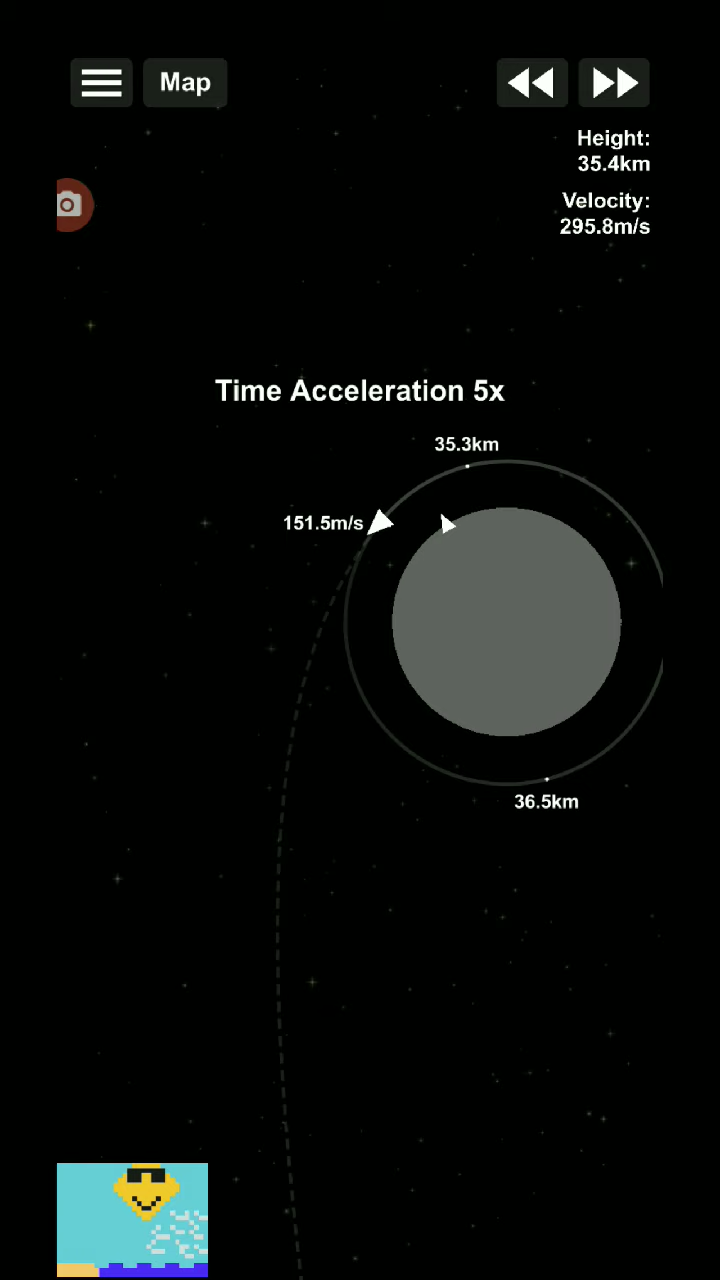 Map
Height:
35.4km
Velocity:
295.8m/s
Time Acceleration 5x
35.3km
151.5m/s
36.5km